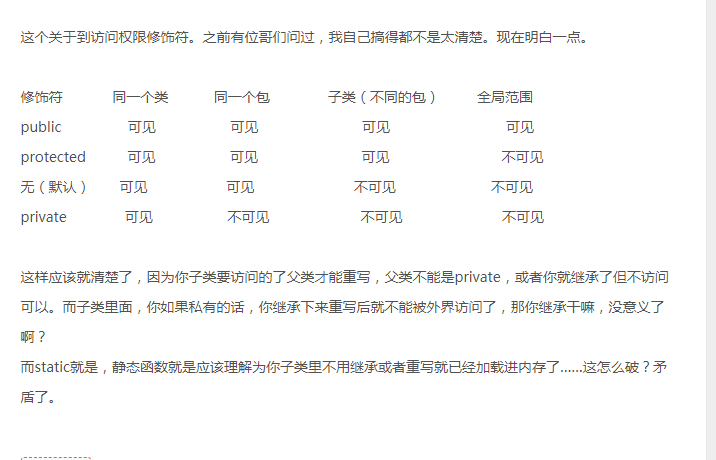 这个关于到访问权限修饰符。之前有位哥们问过，我自己搞得都不是太清楚。现在明白一点。
修饰符 同一个类 同一个包 子类（不同的包） 全局范围
public 可见 可见 可见 可见
protected 可见 可见 可见 不可见
无（默认） 可见 可见 不可见 不可见
private 可见 不可见 不可见 不可见
这样应该就清楚了，因为你子类要访问的了父类才能重写，父类不能是private，或者你就继承了但不访问
可以。而子类里面，你如果私有的话，你继承下来重写后就不能被外界访问了，那你继承干嘛，没意义了
啊？
而static就是，静态函数就是应该理解为你子类里不用继承或者重写就已经加载进内存了......这怎么破？矛
盾了。